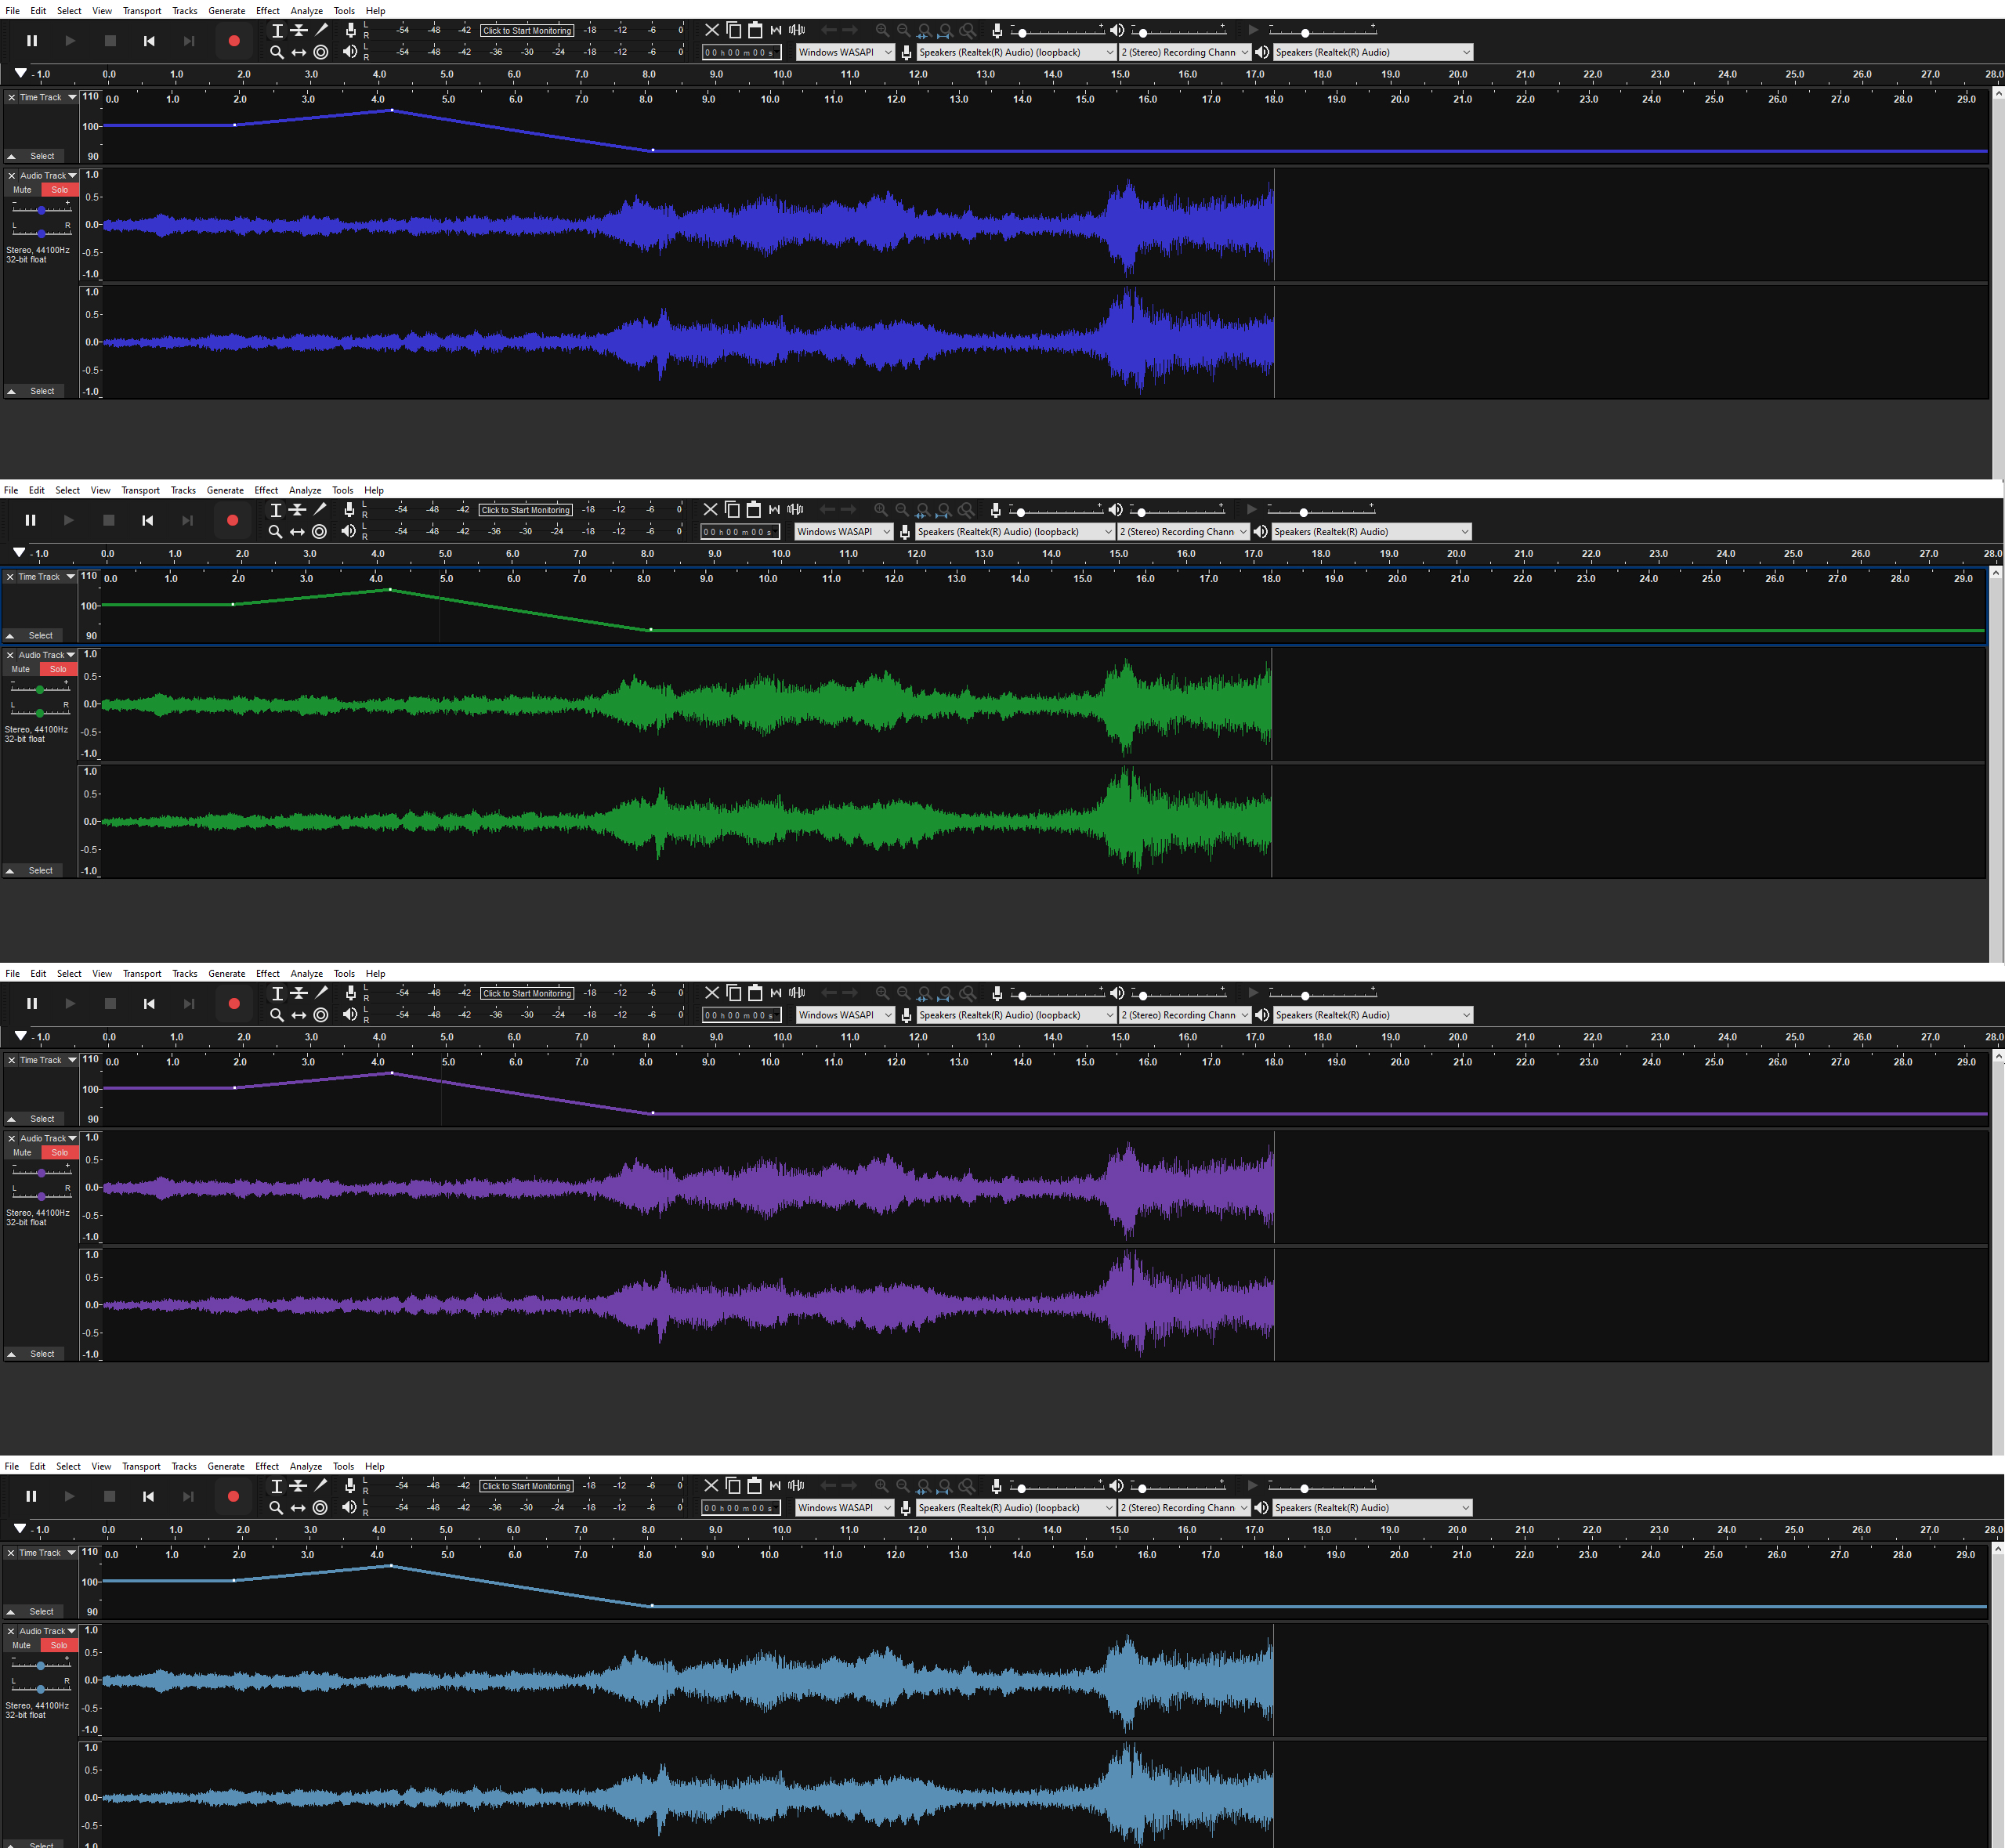 File Edit Select View Transport Tracks Generate Effect Analyze Tools Help
L R -54 -48 -42 Click to Start Monitoring -18 -12 -6 0
L R -54 -48 -42 -36 -30 -24 -18 -12 -6 0
00h00m00s Windows WASAPI Speakers (Realtek(R) Audio) (loopback) 2 (Stereo) Recording Chann Speakers (Realtek(R) Audio)
-1.0 0.0 1.0 2.0 3.0 4.0 5.0 6.0 7.0 8.0 9.0 10.0 11.0 12.0 13.0 14.0 15.0 16.0 17.0 18.0 19.0 20.0 21.0 22.0 23.0 24.0 25.0 26.0 27.0 28.0
Time Track 110 0.0 1.0 2.0 3.0 4.0 5.0 6.0 7.0 8.0 9.0 10.0 11.0 12.0 13.0 14.0 15.0 16.0 17.0 18.0 19.0 20.0 21.0 22.0 23.0 24.0 25.0 26.0 27.0 28.0 29.0
100
Select 90
Audio Track 1.0
Mute Solo
- + 0.5
L R 0.0
Stereo, 44100Hz -0.5
32-bit float
-1.0
1.0
0.5
0.0
-0.5
Select -1.0
File Edit Select View Transport Tracks Generate Effect Analyze Tools Help
L R -54 -48 -42 Click to Start Monitoring -18 -12 -6 0
L R -54 -48 -42 -36 -30 -24 -18 -12 -6 0
00h00m00s Windows WASAPI Speakers (Realtek(R) Audio) (loopback) 2 (Stereo) Recording Chann Speakers (Realtek(R) Audio)
-1.0 0.0 1.0 2.0 3.0 4.0 5.0 6.0 7.0 8.0 9.0 10.0 11.0 12.0 13.0 14.0 15.0 16.0 17.0 18.0 19.0 20.0 21.0 22.0 23.0 24.0 25.0 26.0 27.0 28.0
Time Track 110 0.0 1.0 2.0 3.0 4.0 5.0 6.0 7.0 8.0 9.0 10.0 11.0 12.0 13.0 14.0 15.0 16.0 17.0 18.0 19.0 20.0 21.0 22.0 23.0 24.0 25.0 26.0 27.0 28.0 29.0
100
Select 90
Audio Track 1.0
Mute Solo
- + 0.5
L R 0.0
Stereo, 44100Hz -0.5
32-bit float
-1.0
1.0
0.5
0.0
-0.5
Select -1.0
File Edit Select View Transport Tracks Generate Effect Analyze Tools Help
L R -54 -48 -42 Click to Start Monitoring -18 -12 -6 0
L R -54 -48 -42 -36 -30 -24 -18 -12 -6 0
00h00m00s Windows WASAPI Speakers (Realtek(R) Audio) (loopback) 2 (Stereo) Recording Chann Speakers (Realtek(R) Audio)
-1.0 0.0 1.0 2.0 3.0 4.0 5.0 6.0 7.0 8.0 9.0 10.0 11.0 12.0 13.0 14.0 15.0 16.0 17.0 18.0 19.0 20.0 21.0 22.0 23.0 24.0 25.0 26.0 27.0 28.0
Time Track 110 0.0 1.0 2.0 3.0 4.0 5.0 6.0 7.0 8.0 9.0 10.0 11.0 12.0 13.0 14.0 15.0 16.0 17.0 18.0 19.0 20.0 21.0 22.0 23.0 24.0 25.0 26.0 27.0 28.0 29.0
100
Select 90
Audio Track 1.0
Mute Solo
- + 0.5
L R 0.0
Stereo, 44100Hz -0.5
32-bit float
-1.0
1.0
0.5
0.0
-0.5
Select -1.0
File Edit Select View Transport Tracks Generate Effect Analyze Tools Help
L R -54 -48 -42 Click to Start Monitoring -18 -12 -6 0
L R -54 -48 -42 -36 -30 -24 -18 -12 -6 0
00h00m00s Windows WASAPI Speakers (Realtek(R) Audio) (loopback) 2 (Stereo) Recording Chann Speakers (Realtek(R) Audio)
-1.0 0.0 1.0 2.0 3.0 4.0 5.0 6.0 7.0 8.0 9.0 10.0 11.0 12.0 13.0 14.0 15.0 16.0 17.0 18.0 19.0 20.0 21.0 22.0 23.0 24.0 25.0 26.0 27.0 28.0
Time Track 110 0.0 1.0 2.0 3.0 4.0 5.0 6.0 7.0 8.0 9.0 10.0 11.0 12.0 13.0 14.0 15.0 16.0 17.0 18.0 19.0 20.0 21.0 22.0 23.0 24.0 25.0 26.0 27.0 28.0 29.0
100
Select 90
Audio Track 1.0
Mute Solo
- + 0.5
L R 0.0
Stereo, 44100Hz -0.5
32-bit float
-1.0
1.0
0.5
0.0
-0.5
Select 1.0